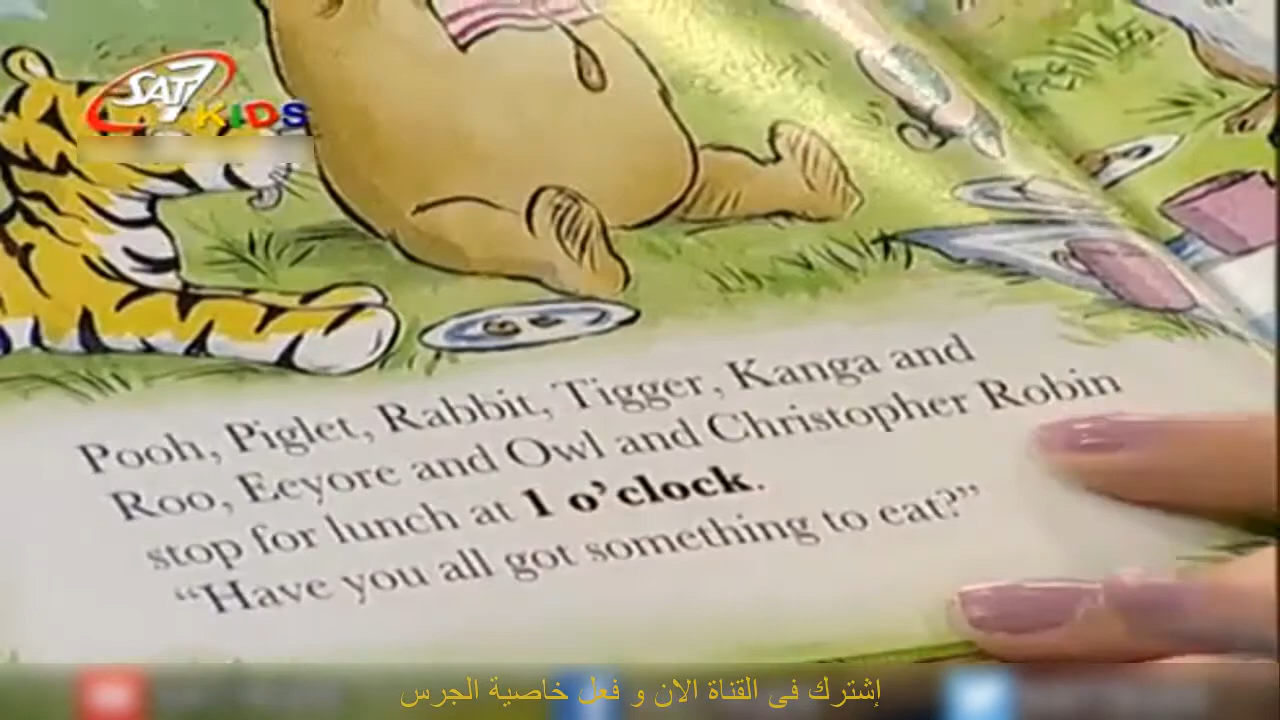 SAT7
KIDS
Pooh, Piglet, Rabbit, Tigger, Kanga and
Roo, Eeyore and Owl and Christopher Robin
stop for lunch at 1 o'clock.
“Have you all got something to eat?”
إشترك فى القناة الان و فعل خاصية الجرس